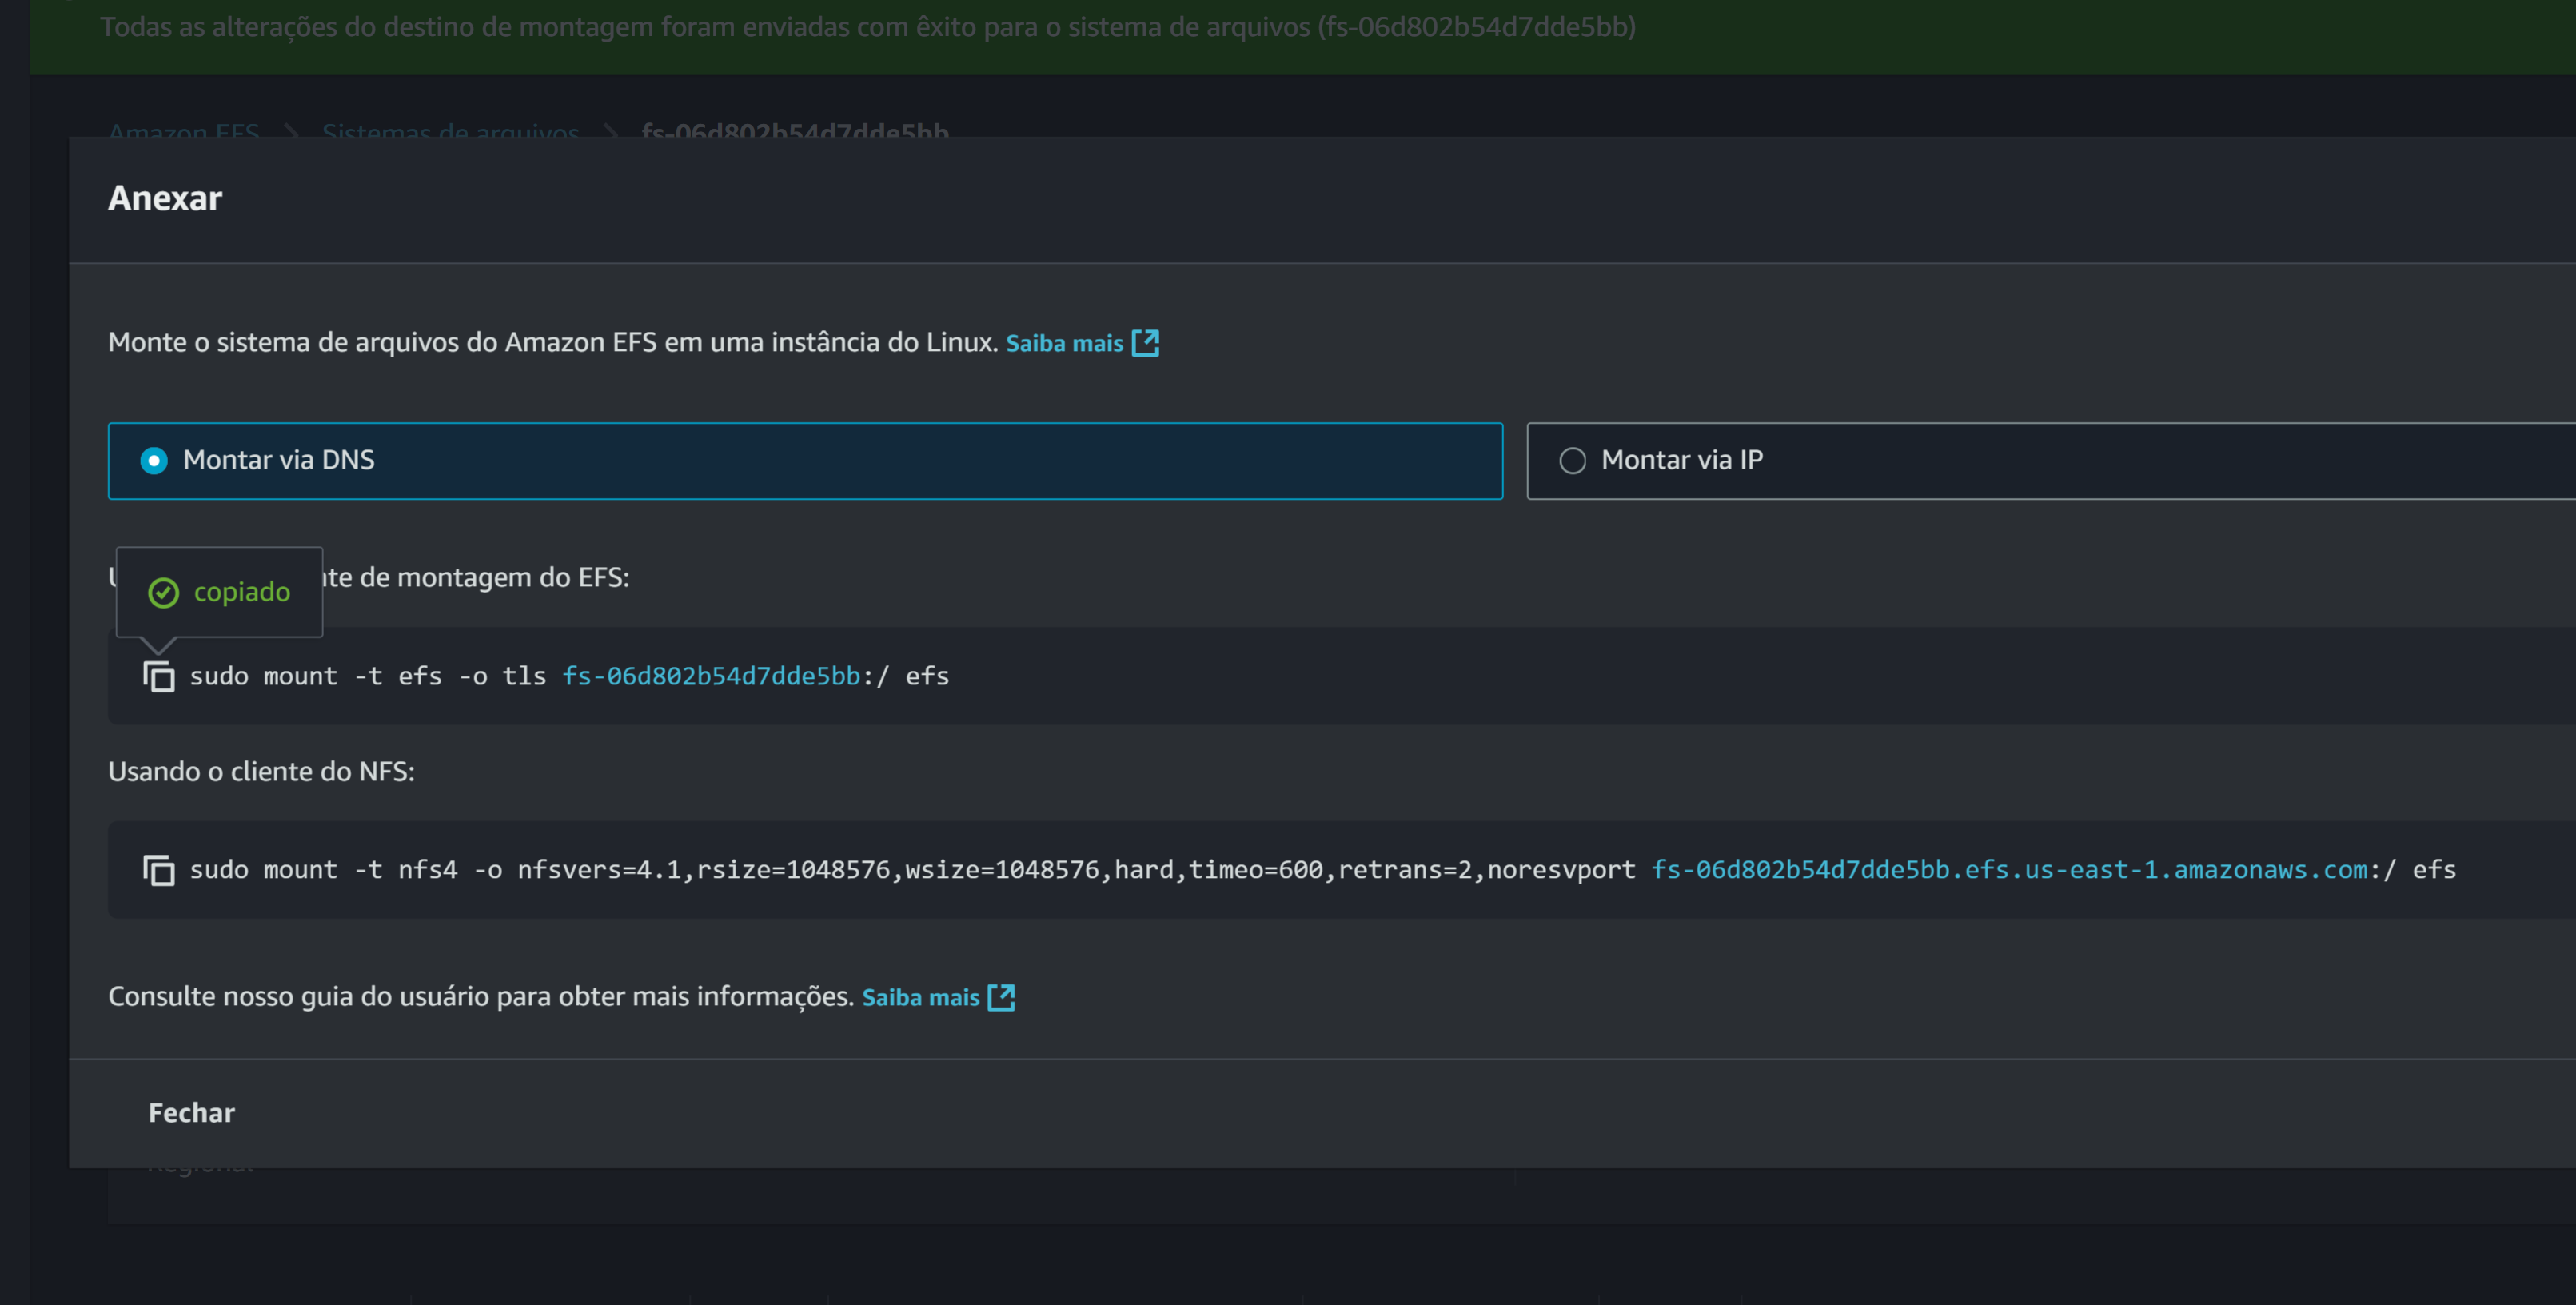 Todas as alterações do destino de montagem foram enviadas com êxito para o sistema de arquivos (fs-06d802b54d7dde5bb)
Amazon EFS > Sistemas de arquivos > fs-06d802b54d7dde5bb
Anexar
Monte o sistema de arquivos do Amazon EFS em uma instância do Linux. Saiba mais
Montar via DNS
Montar via IP
copiado
de montagem do EFS:
sudo mount -t efs -o tls fs-06d802b54d7dde5bb:/ efs
Usando o cliente do NFS:
sudo mount -t nfs4 -o nfsvers=4.1,rsize=1048576,wsize=1048576,hard,timeo=600,retrans=2,noresvport fs-06d802b54d7dde5bb.efs.us-east-1.amazonaws.com:/ efs
Consulte nosso guia do usuário para obter mais informações. Saiba mais
Fechar
Regional